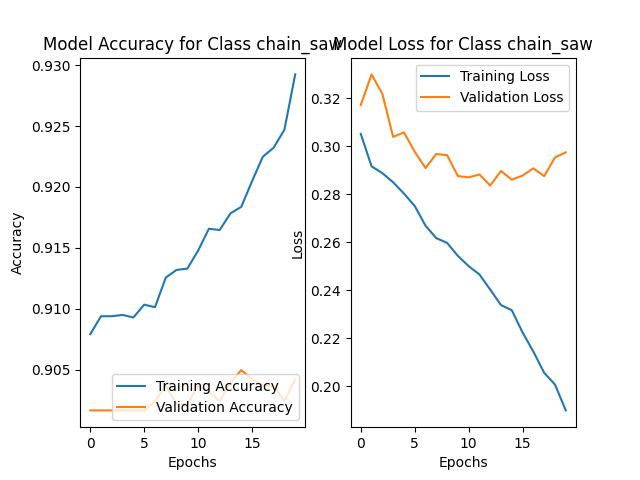 Model Accuracy for Class chain_saw
Model Loss for Class chain_saw
0.930
0.925
0.920
0.915
0.910
0.905
Accuracy
Training Accuracy
Validation Accuracy
0 5 10 15
Epochs
Training Loss
Validation Loss
0.32
0.30
0.28
0.26
0.24
0.22
0.20
Loss
0 5 10 15
Epochs